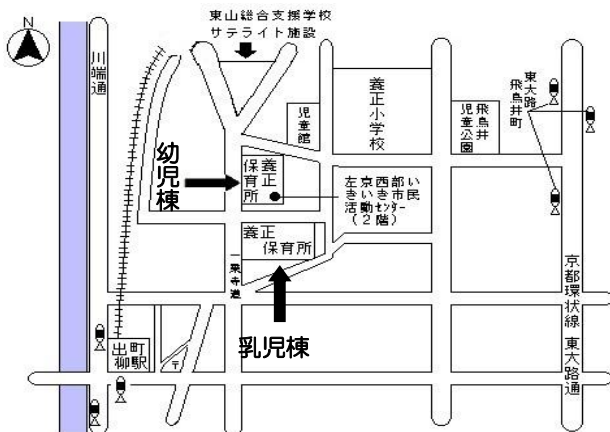 東山総合支援学校
サテライト施設
N
川端通
養正小学校
児童館
飛鳥井
児童公園
東大路
飛鳥井町
幼児棟
養正
保育所
左京西部い
きいき市民
活動センター
(2階)
養正
保育所
一乗寺道
乳児棟
出町
柳駅
〒
京都環状線 東大路通